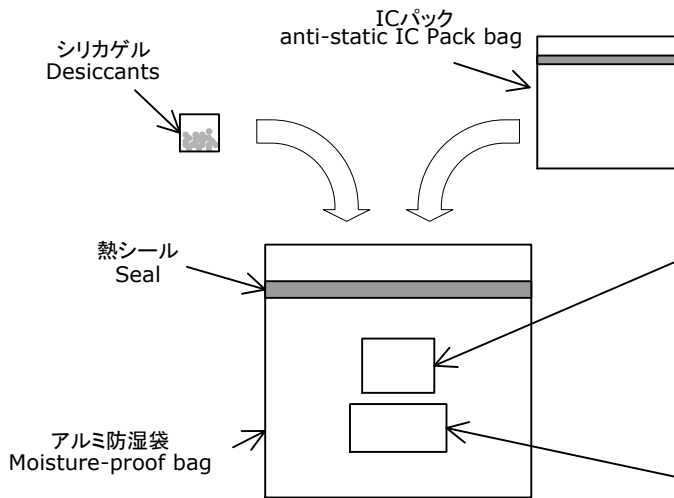 ICパック
anti-static IC Pack bag
シリカゲル
Desiccants
熱シール
Seal
アルミ防湿袋
Moisture-proof bag